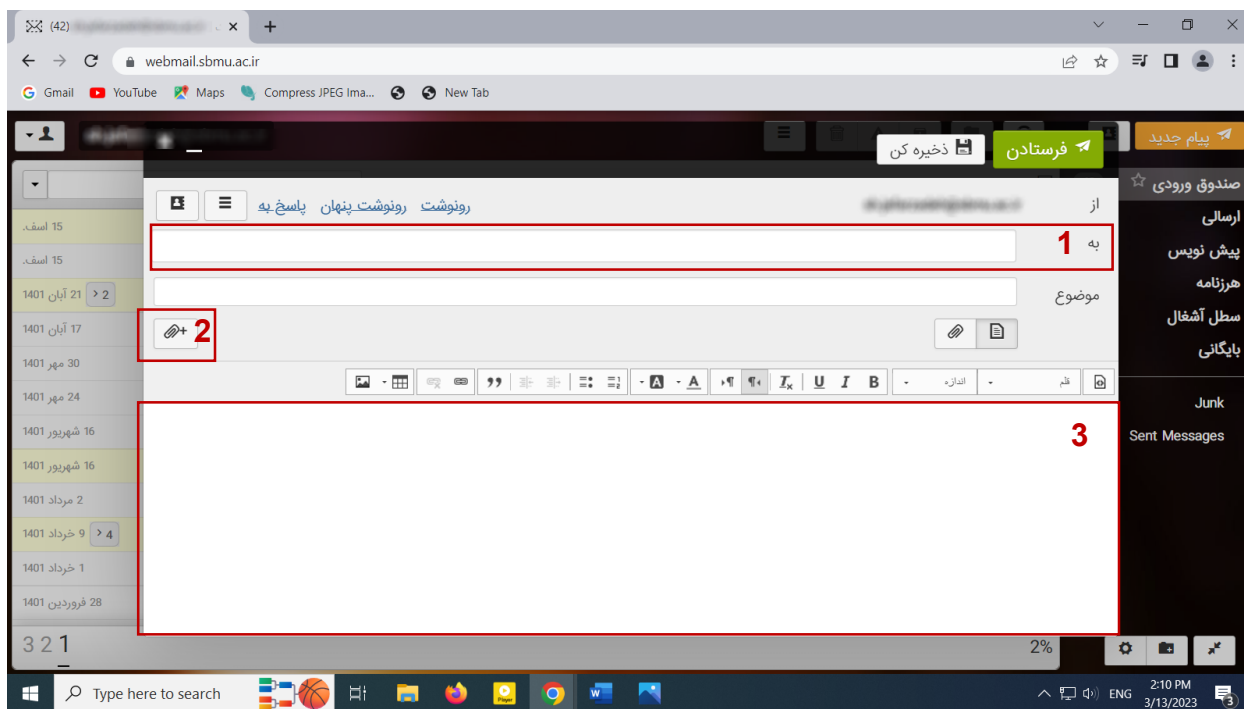 (42)
webmail.sbmu.ac.ir
Gmail YouTube Maps Compress JPEG Ima... New Tab
پیام جدید
فرستادن ذخیره کن
صندوق ورودی
ارسالی
پیش نویس
هرزنامه
سطل آشغال
بایگانی
Junk
Sent Messages
از
رونوشت رونوشت پنهان پاسخ به
به 1
موضوع
2
قلم اندازه
3
15 اسف.
15 اسف.
21 آبان 1401 2
17 آبان 1401
30 مهر 1401
24 مهر 1401
16 شهریور 1401
16 شهریور 1401
2 مرداد 1401
9 خرداد 1401 4
1 خرداد 1401
28 فروردین 1401
3 2 1
2%
Type here to search
ENG
2:10 PM
3/13/2023
3